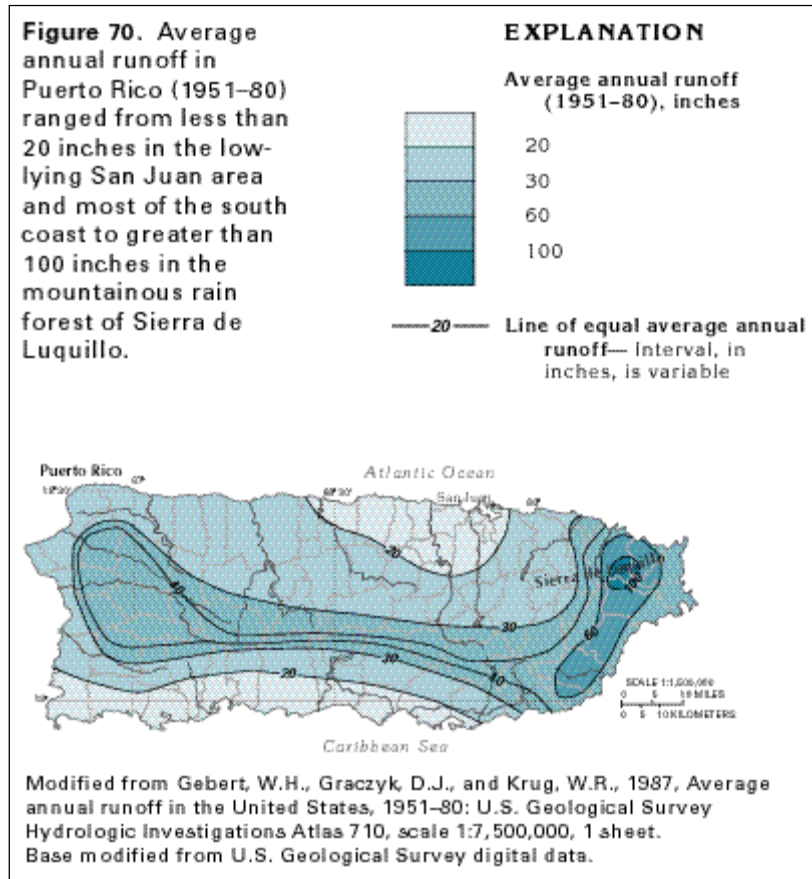 Figure 70. Average
annual runoff in
Puerto Rico (1951–80)
ranged from less than
20 inches in the low-
lying San Juan area
and most of the south
coast to greater than
100 inches in the
mountainous rain
forest of Sierra de
Luquillo.
EXPLANATION
Average annual runoff
(1951–80), inches
20
30
60
100
20
Line of equal average annual
runoff— Interval, in
inches, is variable
Puerto Rico
Atlantic Ocean
San Juan
20
40
Sierra de Luquillo
100
30
60
30
20
40
SCALE 1:1,500,000
0 5 10 MILES
0 5 10 KILOMETERS
Caribbean Sea
Modified from Gebert, W.H., Graczyk, D.J., and Krug, W.R., 1987, Average
annual runoff in the United States, 1951–80: U.S. Geological Survey
Hydrologic Investigations Atlas 710, scale 1:7,500,000, 1 sheet.
Base modified from U.S. Geological Survey digital data.